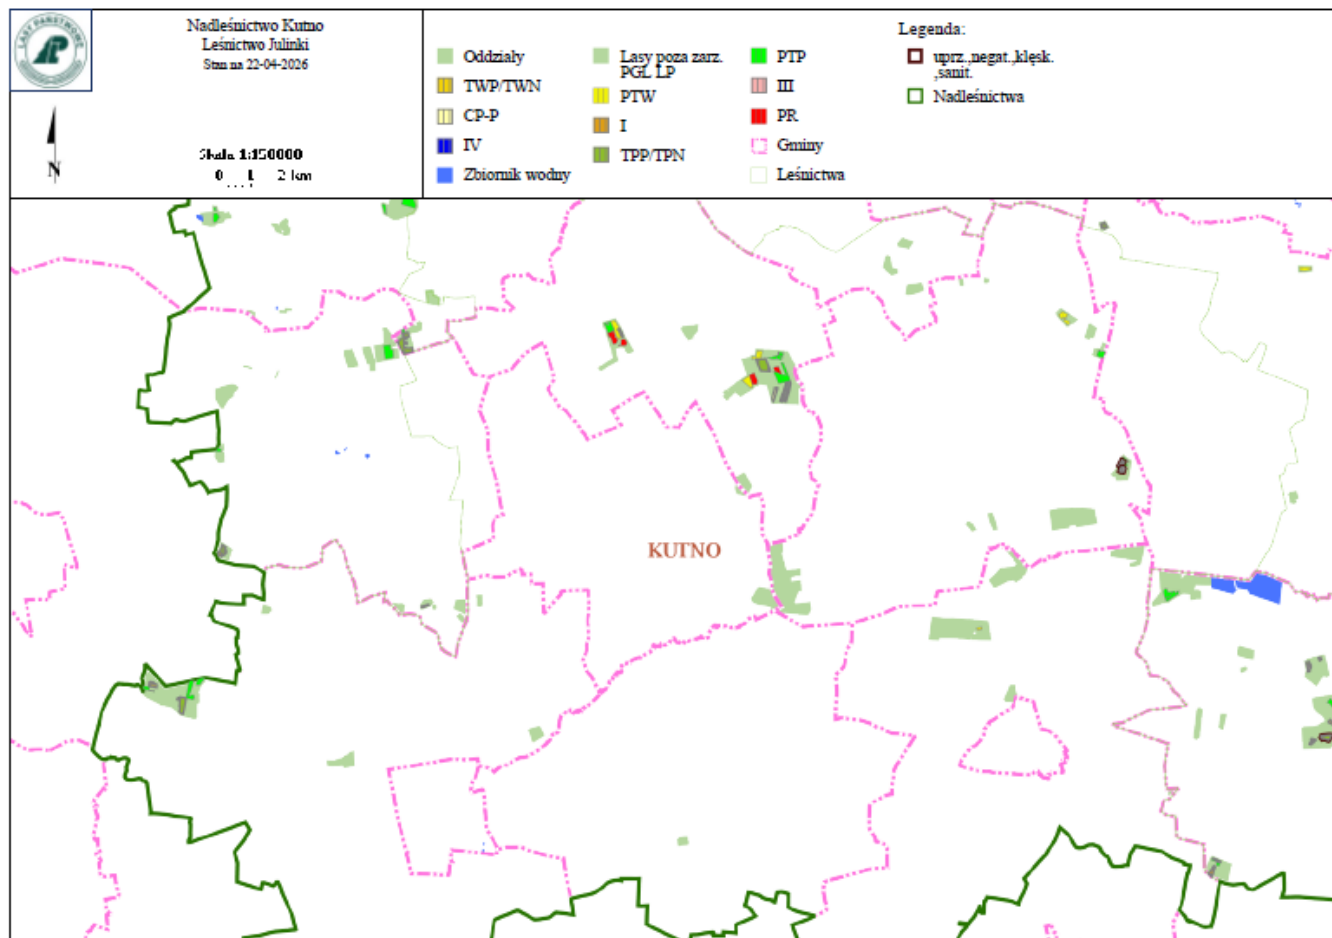 LASY PAŃSTWOWE
Nadleśnictwo Kutno
Leśnictwo Julinki
Stan na 22-04-2026
N
Skala 1:150000
0 1 2 km
Legenda:
Oddziały
TWP/TWN
CP-P
IV
Zbiornik wodny
Lasy poza zarz.
PGL LP
PTW
I
TPP/TPN
PTP
III
PR
Gminy
Leśnictwa
uprz.,negat.,klęsk.
,sanit.
Nadleśnictwa
KUTNO